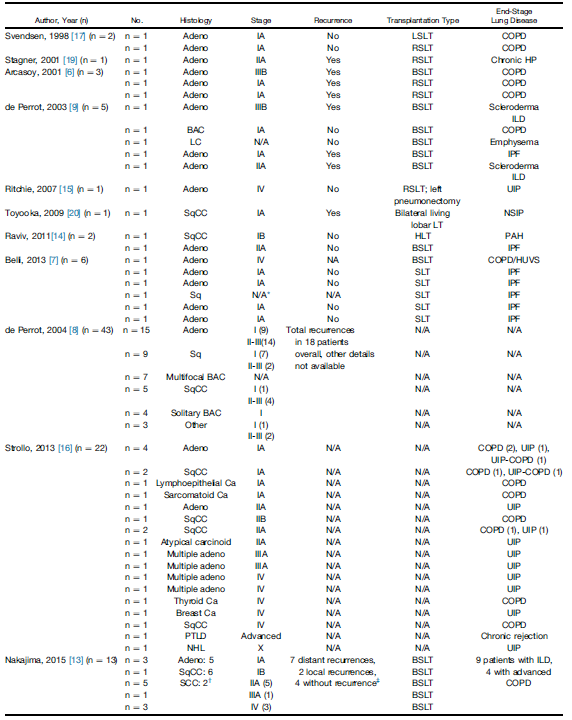 Author, Year (n) No. Histology Stage Recurrence Transplantation Type End-Stage Lung Disease
Svendsen, 1998 [17] (n = 2) n = 1 Adeno IA No LSLT COPD
n = 1 Adeno IA No RSLT COPD
Stagner, 2001 [19] (n = 1) n = 1 Adeno IIA Yes RSLT Chronic HP
Arcasoy, 2001 [6] (n = 3) n = 1 Adeno IIIB Yes BSLT COPD
n = 1 Adeno IA Yes RSLT COPD
n = 1 Adeno IA Yes RSLT COPD
de Perrot, 2003 [9] (n = 5) n = 1 Adeno IIIB Yes BSLT Scleroderma
ILD
n = 1 BAC IA No BSLT COPD
n = 1 LC N/A No BSLT Emphysema
n = 1 Adeno IA Yes BSLT IPF
n = 1 Adeno IIA Yes BSLT Scleroderma
ILD
Ritchie, 2007 [15] (n = 1) n = 1 Adeno IV No RSLT; left UIP
pneumonectomy
Toyooka, 2009 [20] (n = 1) n = 1 SqCC IA Yes Bilateral living NSIP
lobar LT
Raviv, 2011[14] (n = 2) n = 1 SqCC IB No HLT PAH
n = 1 Adeno IIA No BSLT IPF
Belli, 2013 [7] (n = 6) n = 1 Adeno IV NA BSLT COPD/HUVS
n = 1 Adeno IA No SLT IPF
n = 1 Adeno IA No SLT IPF
n = 1 Sq N/A* N/A SLT IPF
n = 1 Adeno IA No SLT IPF
n = 1 Adeno IA No SLT IPF
de Perrot, 2004 [8] (n = 43) n = 15 Adeno I (9) Total recurrences N/A N/A
II-III(14) in 18 patients
n = 9 Sq I (7) overall, other details N/A N/A
II-III (2) not available
n = 7 Multifocal BAC N/A N/A N/A
n = 5 SqCC I (1) N/A N/A
II-III (4)
n = 4 Solitary BAC I N/A N/A
n = 3 Other I (1) N/A N/A
II-III (2)
Strollo, 2013 [16] (n = 22) n = 4 Adeno IA N/A N/A COPD (2), UIP (1),
UIP-COPD (1)
n = 2 SqCC IA N/A N/A COPD (1), UIP-COPD (1)
n = 1 Lymphoepithelial Ca IA N/A N/A COPD
n = 1 Sarcomatoid Ca IA N/A N/A COPD
n = 1 Adeno IIA N/A N/A UIP
n = 1 SqCC IIB N/A N/A COPD
n = 2 SqCC IIA N/A N/A COPD (1), UIP (1)
n = 1 Atypical carcinoid IIA N/A N/A UIP
n = 1 Multiple adeno IIIA N/A N/A UIP
n = 1 Multiple adeno IIIA N/A N/A UIP
n = 1 Multiple adeno IV N/A N/A UIP
n = 1 Multiple adeno IV N/A N/A UIP
n = 1 Thyroid Ca IV N/A N/A COPD
n = 1 Breast Ca IV N/A N/A UIP
n = 1 SqCC IV N/A N/A COPD
n = 1 PTLD Advanced N/A N/A Chronic rejection
n = 1 NHL X N/A N/A UIP
Nakajima, 2015 [13] (n = 13) n = 3 Adeno: 5 IA 7 distant recurrences, BSLT 9 patients with ILD,
n = 1 SqCC: 6 IB 2 local recurrences, BSLT 4 with advanced
n = 5 SCC: 2† IIA (5) 4 without recurrence‡ BSLT COPD
n = 1 IIIA (1) BSLT
n = 3 IV (3) BSLT